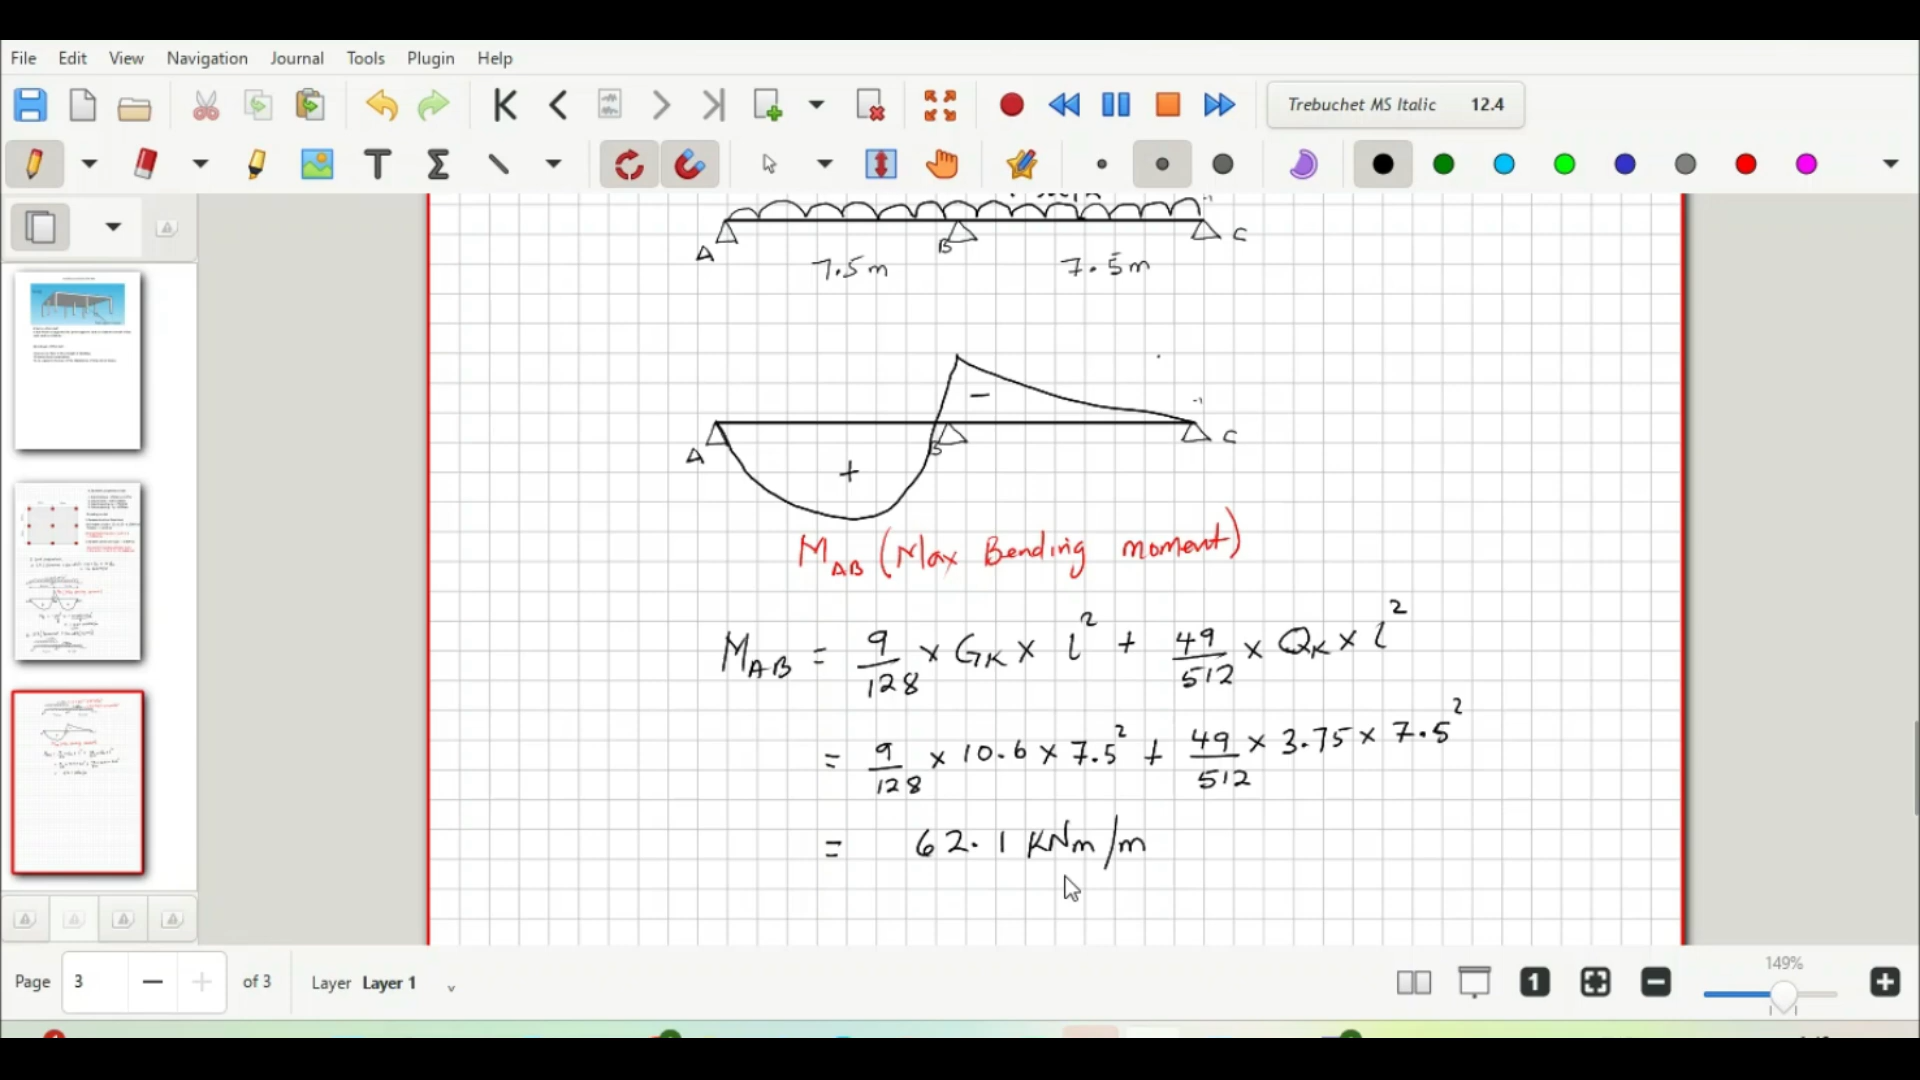 File Edit View Navigation Journal Tools Plugin Help
Trebuchet MS Italic 12.4
A B C
7.5m 7.5m
-
A B C
+
M_AB (Max Bending moment)
M_AB = 9/128 × GK × l² + 49/512 × QK × l²
= 9/128 × 10.6 × 7.5² + 49/512 × 3.75 × 7.5²
= 62.1 KNm/m
149%
Page 3 of 3 Layer Layer 1